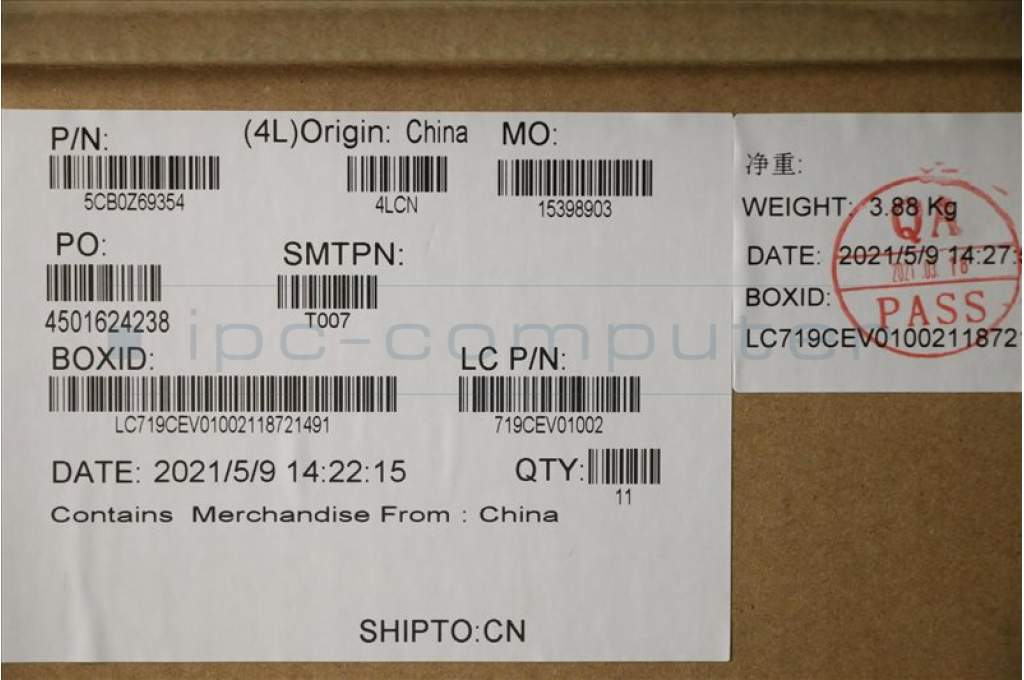 P/N:
5CB0Z69354
(4L)Origin: China
4LCN
MO:
15398903
PO:
4501624238
SMTPN:
T007
BOXID:
LC719CEV01002118721491
LC P/N:
719CEV01002
DATE: 2021/5/9 14:22:15
QTY:
11
Contains Merchandise From : China
SHIPTO:CN
净重:
WEIGHT: 3.88 Kg
DATE: 2021/5/9 14:27:
BOXID:
LC719CEV0100211872
QA
PASS
ipc-computer